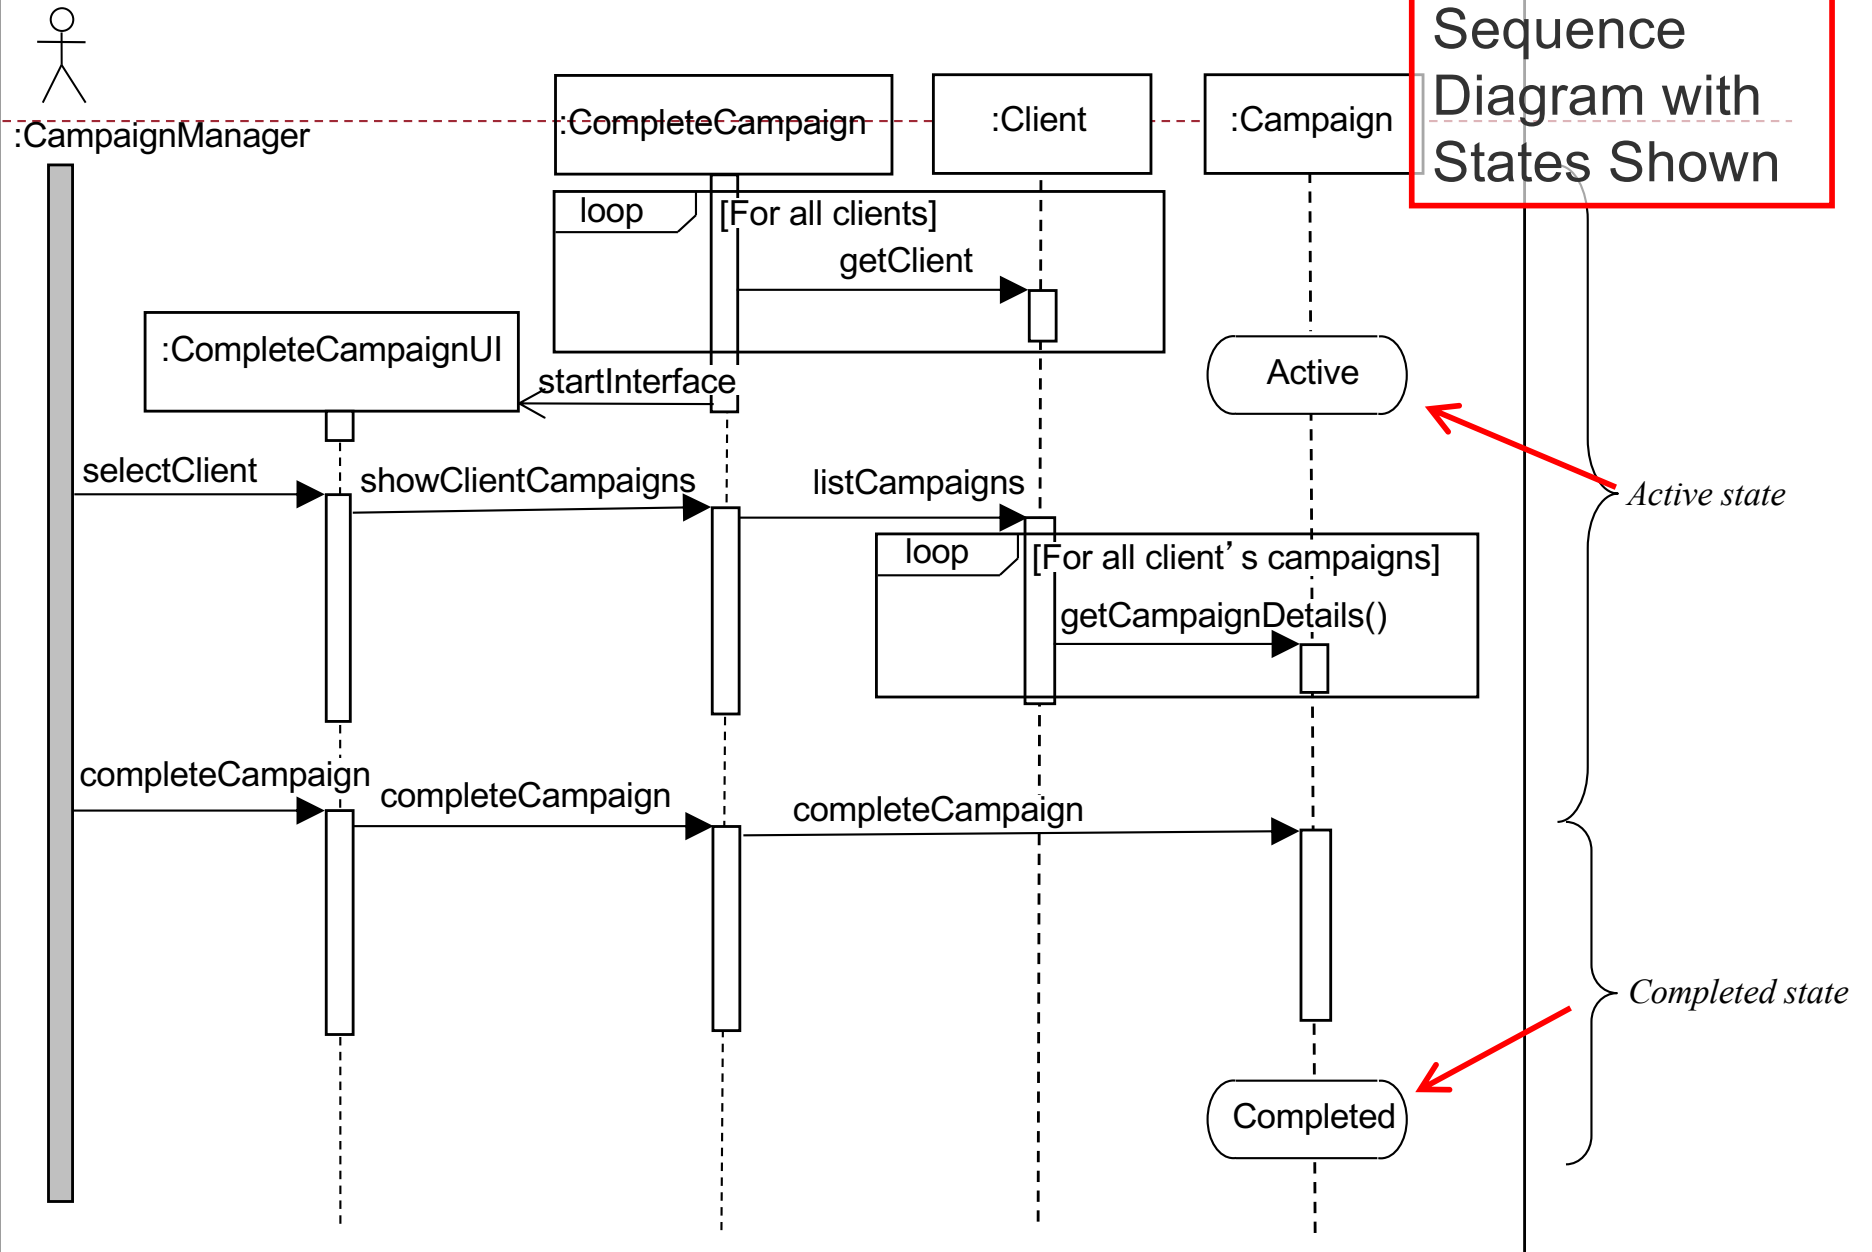 Sequence
Diagram with
States Shown
:CampaignManager
:CompleteCampaign
:Client
:Campaign
loop
[For all clients]
getClient
:CompleteCampaignUI
startInterface
Active
selectClient
showClientCampaigns
listCampaigns
Active state
loop
[For all client’s campaigns]
getCampaignDetails()
completeCampaign
completeCampaign
completeCampaign
Completed state
Completed